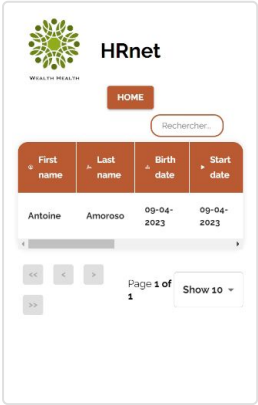 HRnet
WEALTH HEALTH
HOME
Rechercher..
First name
Last name
Birth date
Start date
Antoine
Amoroso
09-04-2023
09-04-2023
<< < >
Page 1 of 1
Show 10
>>